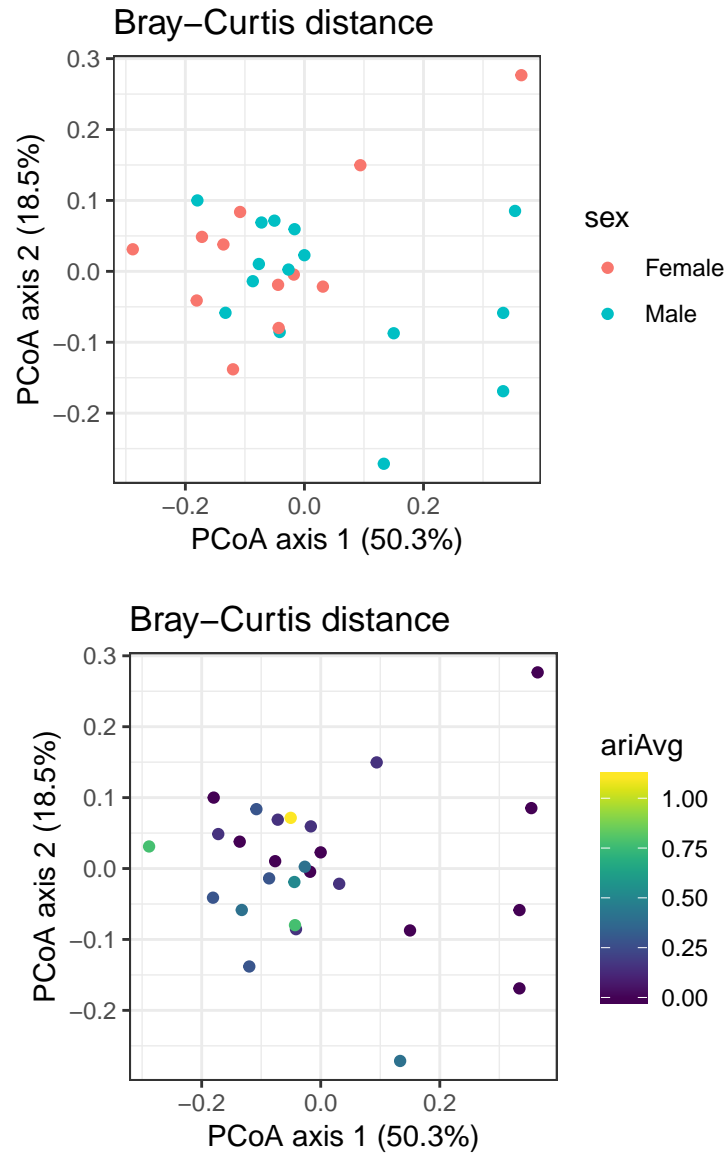 Bray−Curtis distance
0.3
0.2
0.1
0.0
−0.1
−0.2
PCoA axis 2 (18.5%)
−0.2 0.0 0.2
PCoA axis 1 (50.3%)
sex
Female
Male
Bray−Curtis distance
0.3
0.2
0.1
0.0
−0.1
−0.2
PCoA axis 2 (18.5%)
−0.2 0.0 0.2
PCoA axis 1 (50.3%)
ariAvg
1.00
0.75
0.50
0.25
0.00